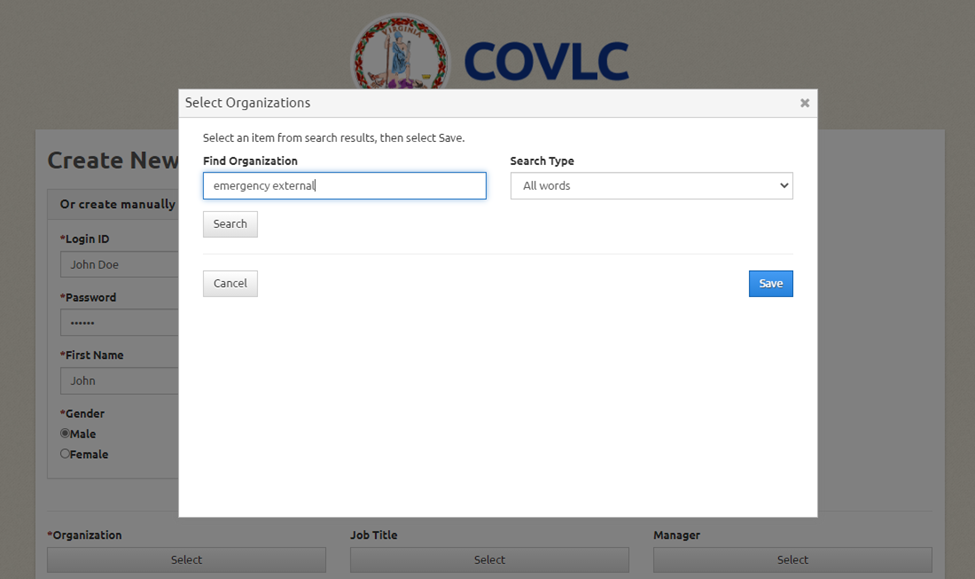 VIRGINIA
COVLC
Select Organizations
Select an item from search results, then select Save.
Find Organization
Search Type
emergency external
All words
Search
Cancel
Save
Create New
Or create manually
*Login ID
John Doe
*Password
••••••
*First Name
John
*Gender
Male
Female
*Organization
Job Title
Manager
Select
Select
Select